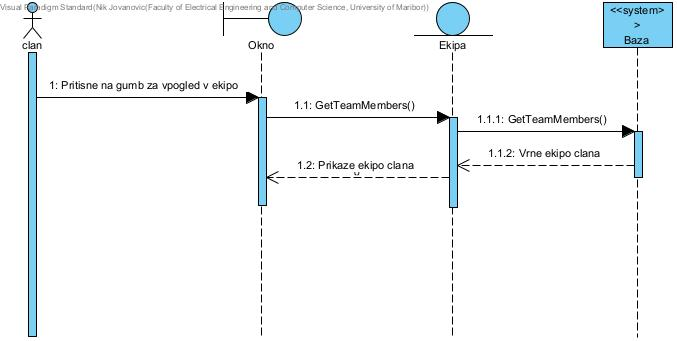 Visual Paradigm Standard(Nik Jovanovic(Faculty of Electrical Engineering and Computer Science, University of Maribor))
<<system>
>
clan
Okno
Ekipa
Baza
1: Pritisne na gumb za vpogled v ekipo
1.1: GetTeamMembers()
1.1.1: GetTeamMembers()
1.1.2: Vrne ekipo clana
1.2: Prikaze ekipo clana